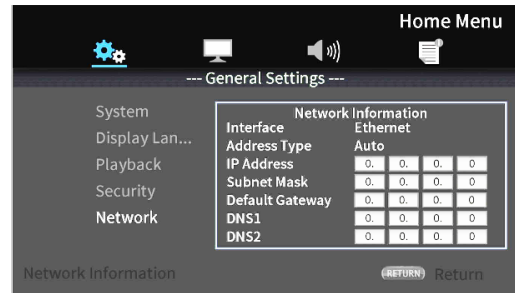 Home Menu
--- General Settings ---
System
Display Lan...
Playback
Security
Network
Network Information
Interface Ethernet
Address Type Auto
IP Address 0. 0. 0. 0
Subnet Mask 0. 0. 0. 0
Default Gateway 0. 0. 0. 0
DNS1 0. 0. 0. 0
DNS2 0. 0. 0. 0
Network Information
RETURN Return